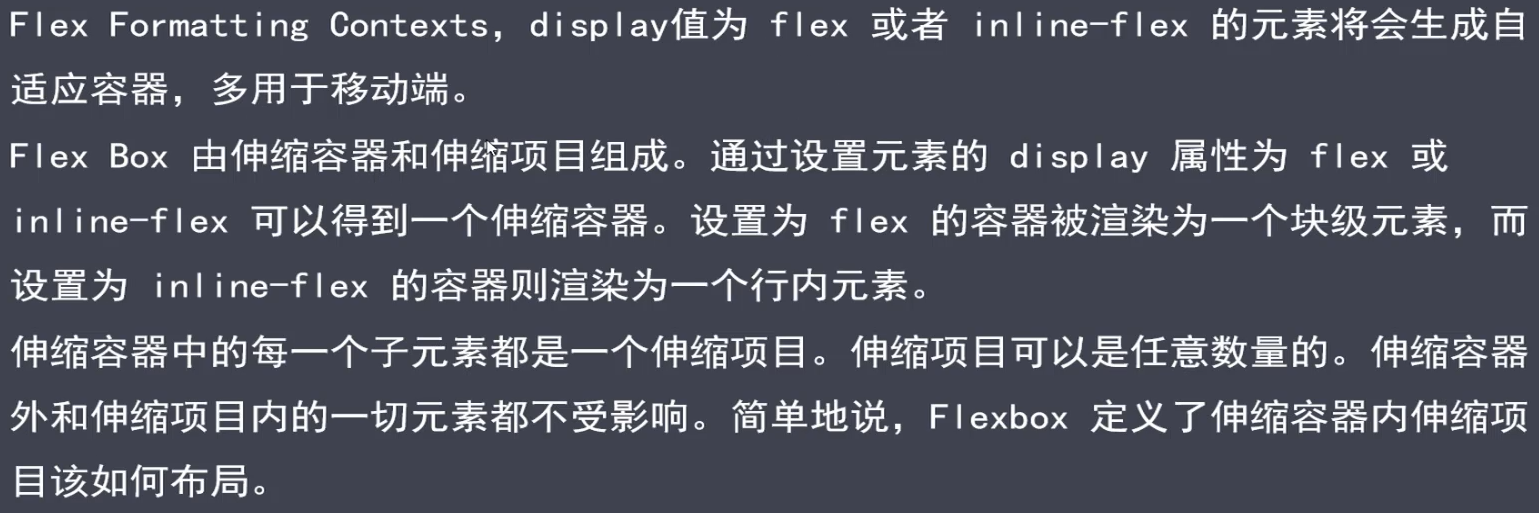 Flex Formatting Contexts，display值为 flex 或者 inline-flex 的元素将会生成自
适应容器，多用于移动端。
Flex Box 由伸缩容器和伸缩项目组成。通过设置元素的 display 属性为 flex 或
inline-flex 可以得到一个伸缩容器。设置为 flex 的容器被渲染为一个块级元素，而
设置为 inline-flex 的容器则渲染为一个行内元素。
伸缩容器中的每一个子元素都是一个伸缩项目。伸缩项目可以是任意数量的。伸缩容器
外和伸缩项目内的一切元素都不受影响。简单地说，Flexbox 定义了伸缩容器内伸缩项
目该如何布局。